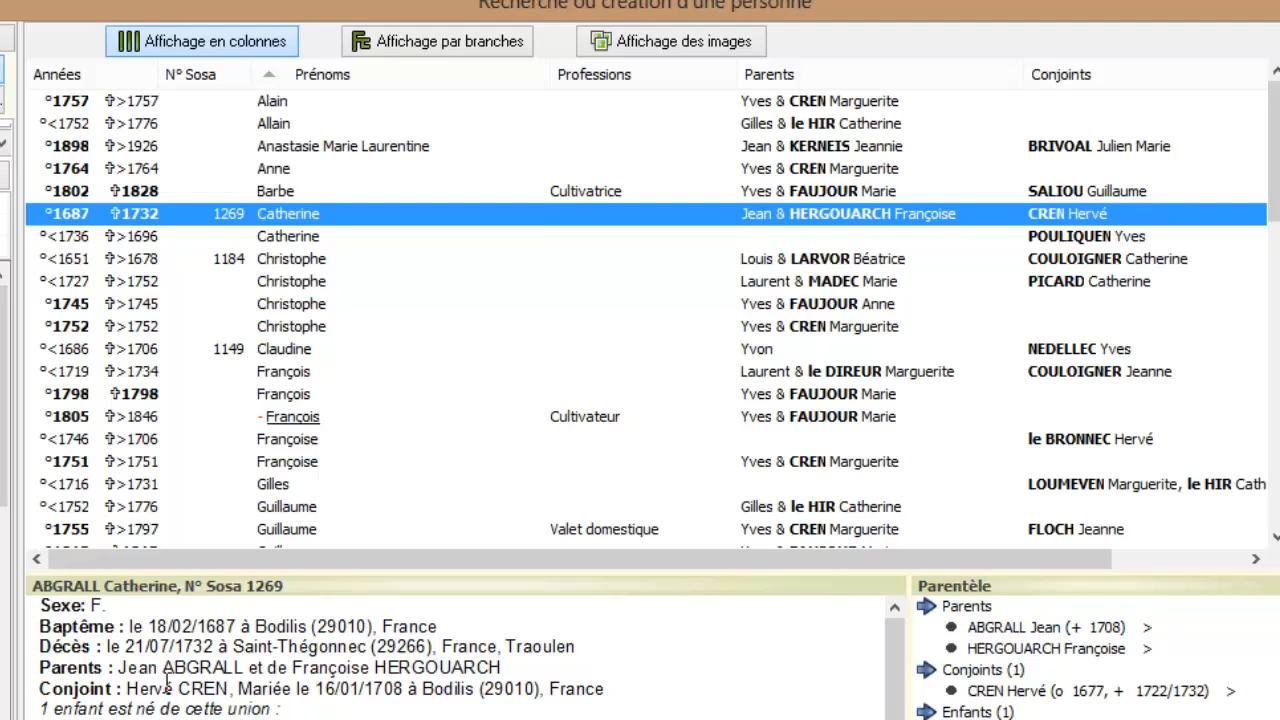 Recherche ou création d'une personne
Affichage en colonnes Affichage par branches Affichage des images
Années N° Sosa Prénoms Professions Parents Conjoints
°1757 ✞>1757 Alain Yves & CREN Marguerite
°<1752 ✞>1776 Allain Gilles & le HIR Catherine
°1898 ✞>1926 Anastasie Marie Laurentine Jean & KERNEIS Jeannie BRIVOAL Julien Marie
°1764 ✞>1764 Anne Yves & CREN Marguerite
°1802 ✞1828 Barbe Cultivatrice Yves & FAUJOUR Marie SALIOU Guillaume
°1687 ✞1732 1269 Catherine Jean & HERGOUARCH Françoise CREN Hervé
°<1736 ✞>1696 Catherine POULIQUEN Yves
°<1651 ✞>1678 1184 Christophe Louis & LARVOR Béatrice COULOIGNER Catherine
°<1727 ✞>1752 Christophe Laurent & MADEC Marie PICARD Catherine
°1745 ✞>1745 Christophe Yves & FAUJOUR Anne
°1752 ✞>1752 Christophe Yves & CREN Marguerite
°<1686 ✞>1706 1149 Claudine Yvon NEDELLEC Yves
°<1719 ✞>1734 François Laurent & le DIREUR Marguerite COULOIGNER Jeanne
°1798 ✞1798 François Yves & FAUJOUR Marie
°1805 ✞>1846 - François Cultivateur Yves & FAUJOUR Marie
°<1746 ✞>1706 Françoise le BRONNEC Hervé
°1751 ✞>1751 Françoise Yves & CREN Marguerite
°<1716 ✞>1731 Gilles LOUMEVEN Marguerite, le HIR Cath
°<1752 ✞>1776 Guillaume Gilles & le HIR Catherine
°1755 ✞>1797 Guillaume Valet domestique Yves & CREN Marguerite FLOCH Jeanne
ABGRALL Catherine, N° Sosa 1269
Sexe: F.
Baptême : le 18/02/1687 à Bodilis (29010), France
Décès : le 21/07/1732 à Saint-Thégonnec (29266), France, Traoulen
Parents : Jean ABGRALL et de Françoise HERGOUARCH
Conjoint : Hervé CREN, Mariée le 16/01/1708 à Bodilis (29010), France
1 enfant est né de cette union :
Parentèle
Parents
ABGRALL Jean (+ 1708) >
HERGOUARCH Françoise >
Conjoints (1)
CREN Hervé (o 1677, + 1722/1732) >
Enfants (1)